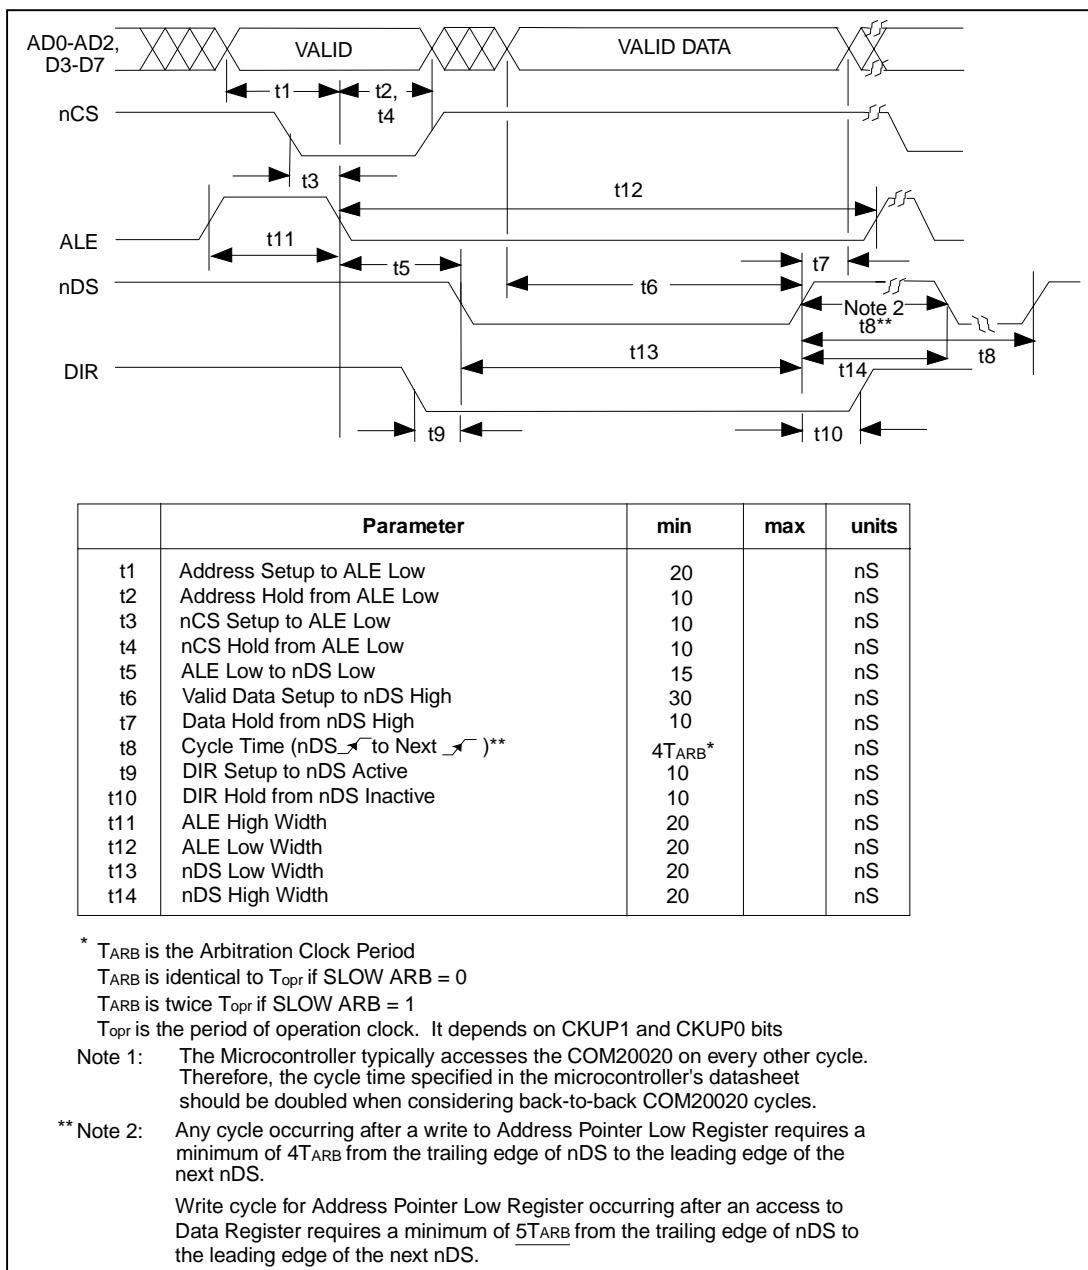 AD0-AD2,
D3-D7
VALID
VALID DATA
t1
t2,
t4
nCS
t3
t12
ALE
t11
t5
t7
nDS
t6
Note 2
t8**
t13
t8
DIR
t14
t9
t10
Parameter min max units
t1 Address Setup to ALE Low 20 nS
t2 Address Hold from ALE Low 10 nS
t3 nCS Setup to ALE Low 10 nS
t4 nCS Hold from ALE Low 10 nS
t5 ALE Low to nDS Low 15 nS
t6 Valid Data Setup to nDS High 30 nS
t7 Data Hold from nDS High 10 nS
t8 Cycle Time (nDS to Next )** 4TARB* nS
t9 DIR Setup to nDS Active 10 nS
t10 DIR Hold from nDS Inactive 10 nS
t11 ALE High Width 20 nS
t12 ALE Low Width 20 nS
t13 nDS Low Width 20 nS
t14 nDS High Width 20 nS
* TARB is the Arbitration Clock Period
TARB is identical to Topr if SLOW ARB = 0
TARB is twice Topr if SLOW ARB = 1
Topr is the period of operation clock. It depends on CKUP1 and CKUP0 bits
Note 1: The Microcontroller typically accesses the COM20020 on every other cycle.
Therefore, the cycle time specified in the microcontroller's datasheet
should be doubled when considering back-to-back COM20020 cycles.
** Note 2: Any cycle occurring after a write to Address Pointer Low Register requires a
minimum of 4TARB from the trailing edge of nDS to the leading edge of the
next nDS.
Write cycle for Address Pointer Low Register occurring after an access to
Data Register requires a minimum of 5TARB from the trailing edge of nDS to
the leading edge of the next nDS.